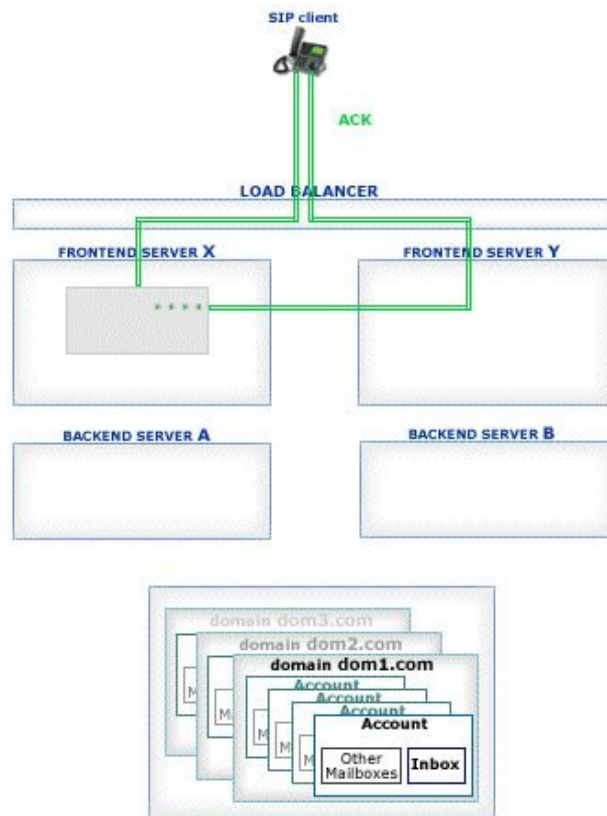 SIP client
ACK
LOAD BALANCER
FRONTEND SERVER X
FRONTEND SERVER Y
BACKEND SERVER A
BACKEND SERVER B
domain dom3.com
domain dom2.com
domain dom1.com
Account
Account
Account
Account
M
M
M
M
M
Other
Mailboxes
Inbox